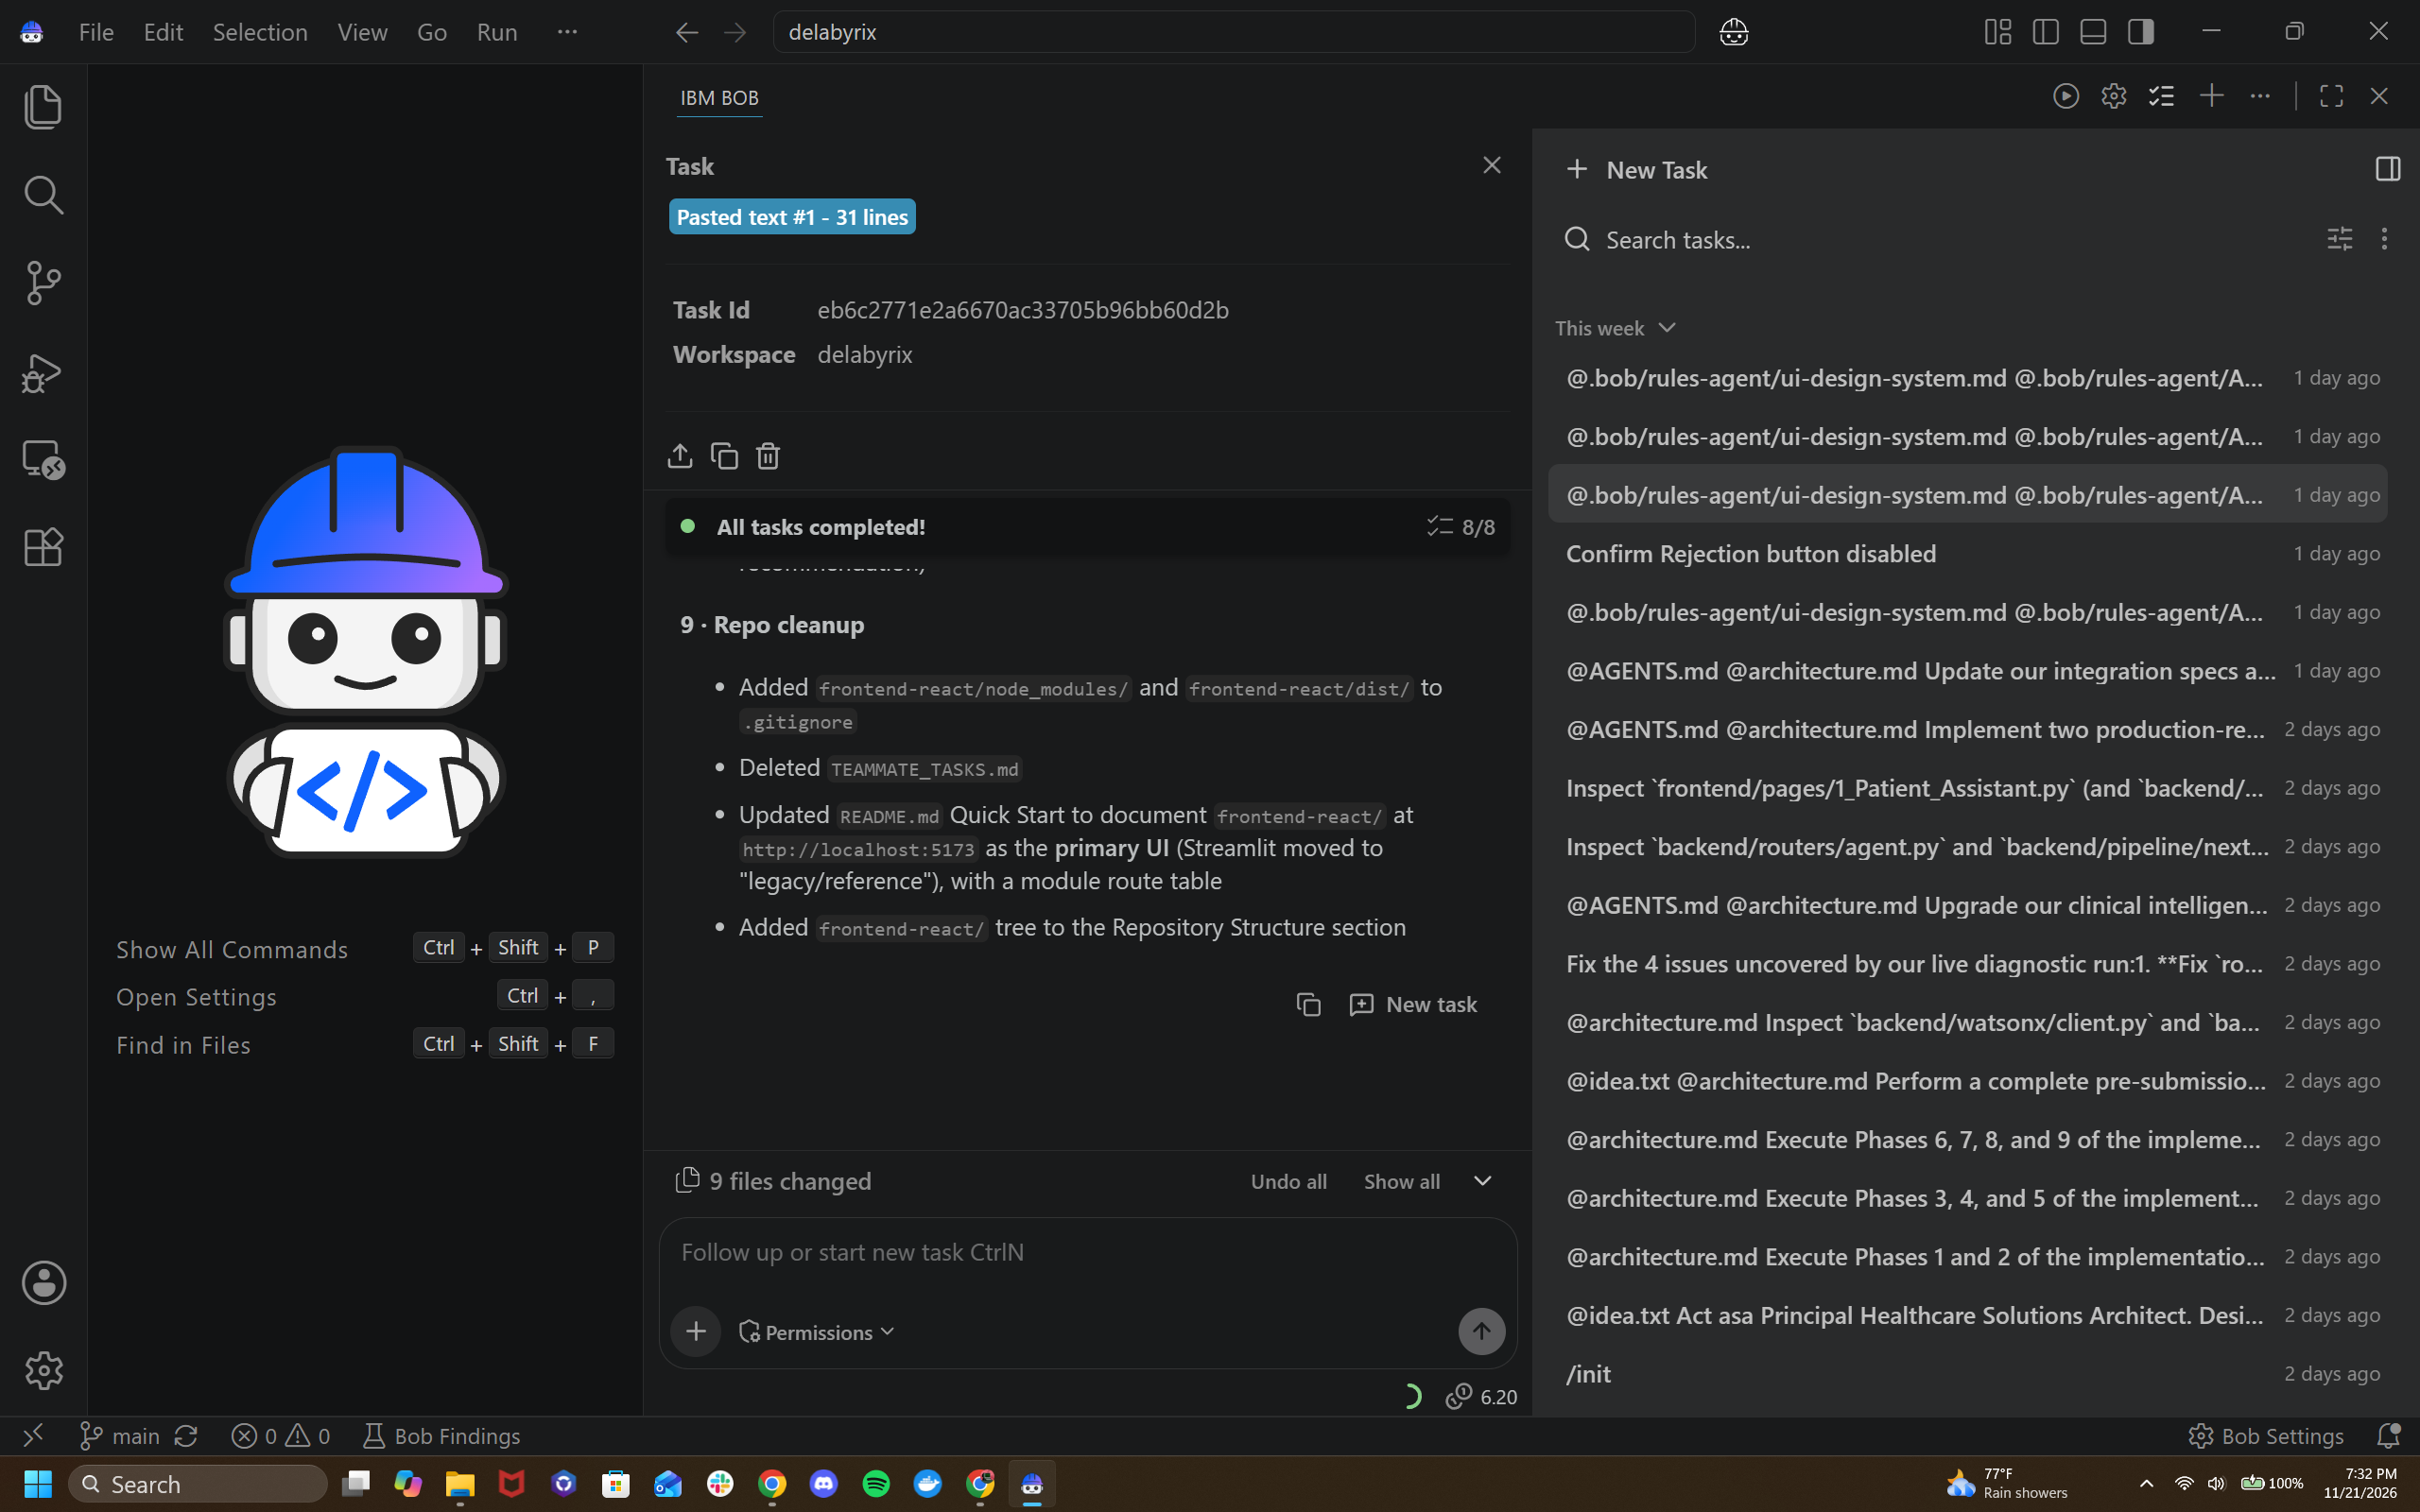 File Edit Selection View Go Run ...
delabyrix
IBM BOB
Task
Pasted text #1 - 31 lines
Task Id eb6c2771e2a6670ac33705b96bb60d2b
Workspace delabyrix
All tasks completed! 8/8
recommendation)
9 · Repo cleanup
• Added frontend-react/node_modules/ and frontend-react/dist/ to
.gitignore
• Deleted TEAMMATE_TASKS.md
• Updated README.md Quick Start to document frontend-react/ at
http://localhost:5173 as the primary UI (Streamlit moved to
"legacy/reference"), with a module route table
• Added frontend-react/ tree to the Repository Structure section
New task
9 files changed Undo all Show all
Follow up or start new task CtrlN
Permissions
6.20
</> 
Show All Commands Ctrl + Shift + P
Open Settings Ctrl + ,
Find in Files Ctrl + Shift + F
New Task
Search tasks...
This week
@.bob/rules-agent/ui-design-system.md @.bob/rules-agent/A... 1 day ago
@.bob/rules-agent/ui-design-system.md @.bob/rules-agent/A... 1 day ago
@.bob/rules-agent/ui-design-system.md @.bob/rules-agent/A... 1 day ago
Confirm Rejection button disabled 1 day ago
@.bob/rules-agent/ui-design-system.md @.bob/rules-agent/A... 1 day ago
@AGENTS.md @architecture.md Update our integration specs a... 1 day ago
@AGENTS.md @architecture.md Implement two production-re... 2 days ago
Inspect `frontend/pages/1_Patient_Assistant.py` (and `backend/... 2 days ago
Inspect `backend/routers/agent.py` and `backend/pipeline/next... 2 days ago
@AGENTS.md @architecture.md Upgrade our clinical intelligen... 2 days ago
Fix the 4 issues uncovered by our live diagnostic run:1. **Fix `ro... 2 days ago
@architecture.md Inspect `backend/watsonx/client.py` and `ba... 2 days ago
@idea.txt @architecture.md Perform a complete pre-submissio... 2 days ago
@architecture.md Execute Phases 6, 7, 8, and 9 of the impleme... 2 days ago
@architecture.md Execute Phases 3, 4, and 5 of the implement... 2 days ago
@architecture.md Execute Phases 1 and 2 of the implementatio... 2 days ago
@idea.txt Act asa Principal Healthcare Solutions Architect. Desi... 2 days ago
/init 2 days ago
main 0 0 Bob Findings Bob Settings
Search 77°F 100% 7:32 PM
Rain showers 11/21/2026